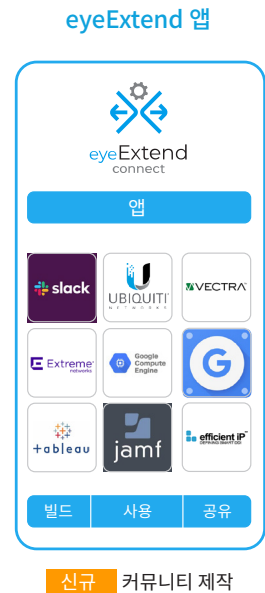 eyeExtend 앱
eyeExtend
connect
앱
slack
UBIQUITI
NETWORKS
VECTRA
Extreme
networks
Google
Compute
Engine
G
+ableau
jamf
efficient iP™
빌드 사용 공유
신규 커뮤니티 제작